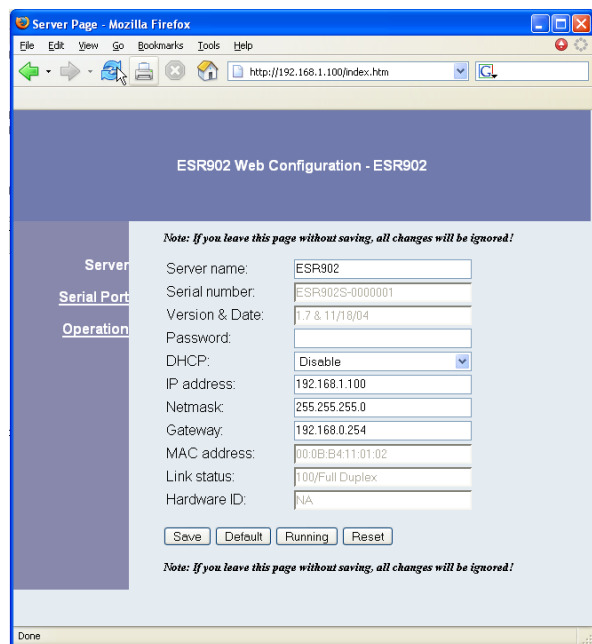 Server Page - Mozilla Firefox
File Edit View Go Bookmarks Tools Help
http://192.168.1.100/index.htm
G
ESR902 Web Configuration - ESR902
Note: If you leave this page without saving, all changes will be ignored!
Server
Serial Port
Operation
Server name: ESR902
Serial number: ESR902S-0000001
Version & Date: 1.7 & 11/18/04
Password:
DHCP: Disable
IP address: 192.168.1.100
Netmask: 255.255.255.0
Gateway: 192.168.0.254
MAC address: 00:0B:B4:11:01:02
Link status: 100/Full Duplex
Hardware ID: NA
Save Default Running Reset
Note: If you leave this page without saving, all changes will be ignored!
Done